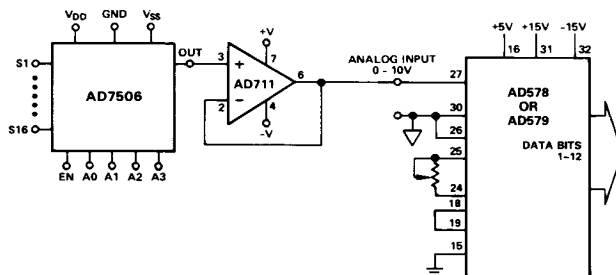 VDD GND VSS
S1
S16
AD7506
OUT
EN A0 A1 A2 A3
+V
3 + 7
AD711 6
2 – 4
-V
ANALOG INPUT
0 - 10V
+5V +15V -15V
16 31 32
27
30
26
25
24
18
19
15
AD578
OR
AD579
DATA BITS
1-12